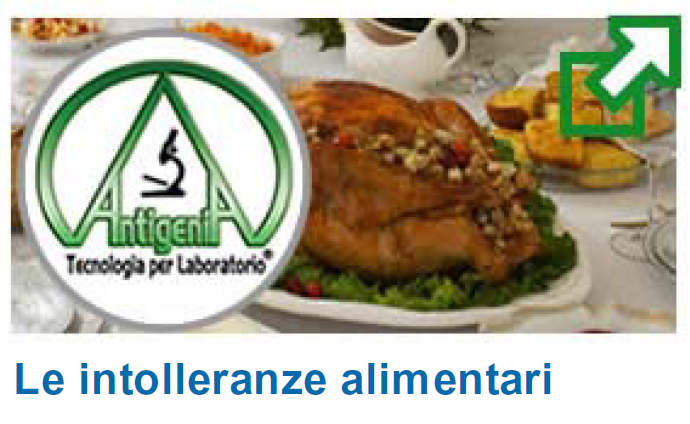 AntigeniA
Tecnologia per Laboratorio®
Le intolleranze alimentari